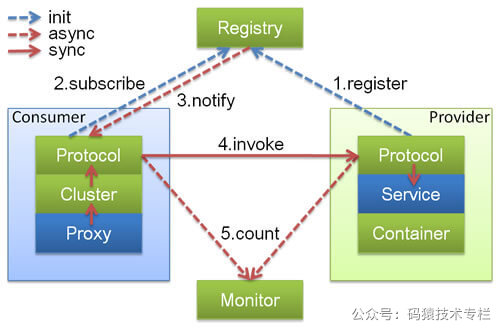 init
async
sync
Registry
2.subscribe
3.notify
1.register
Consumer
Provider
Protocol
4.invoke
Protocol
Cluster
Service
Proxy
Container
5.count
Monitor
公众号：码猿技术专栏